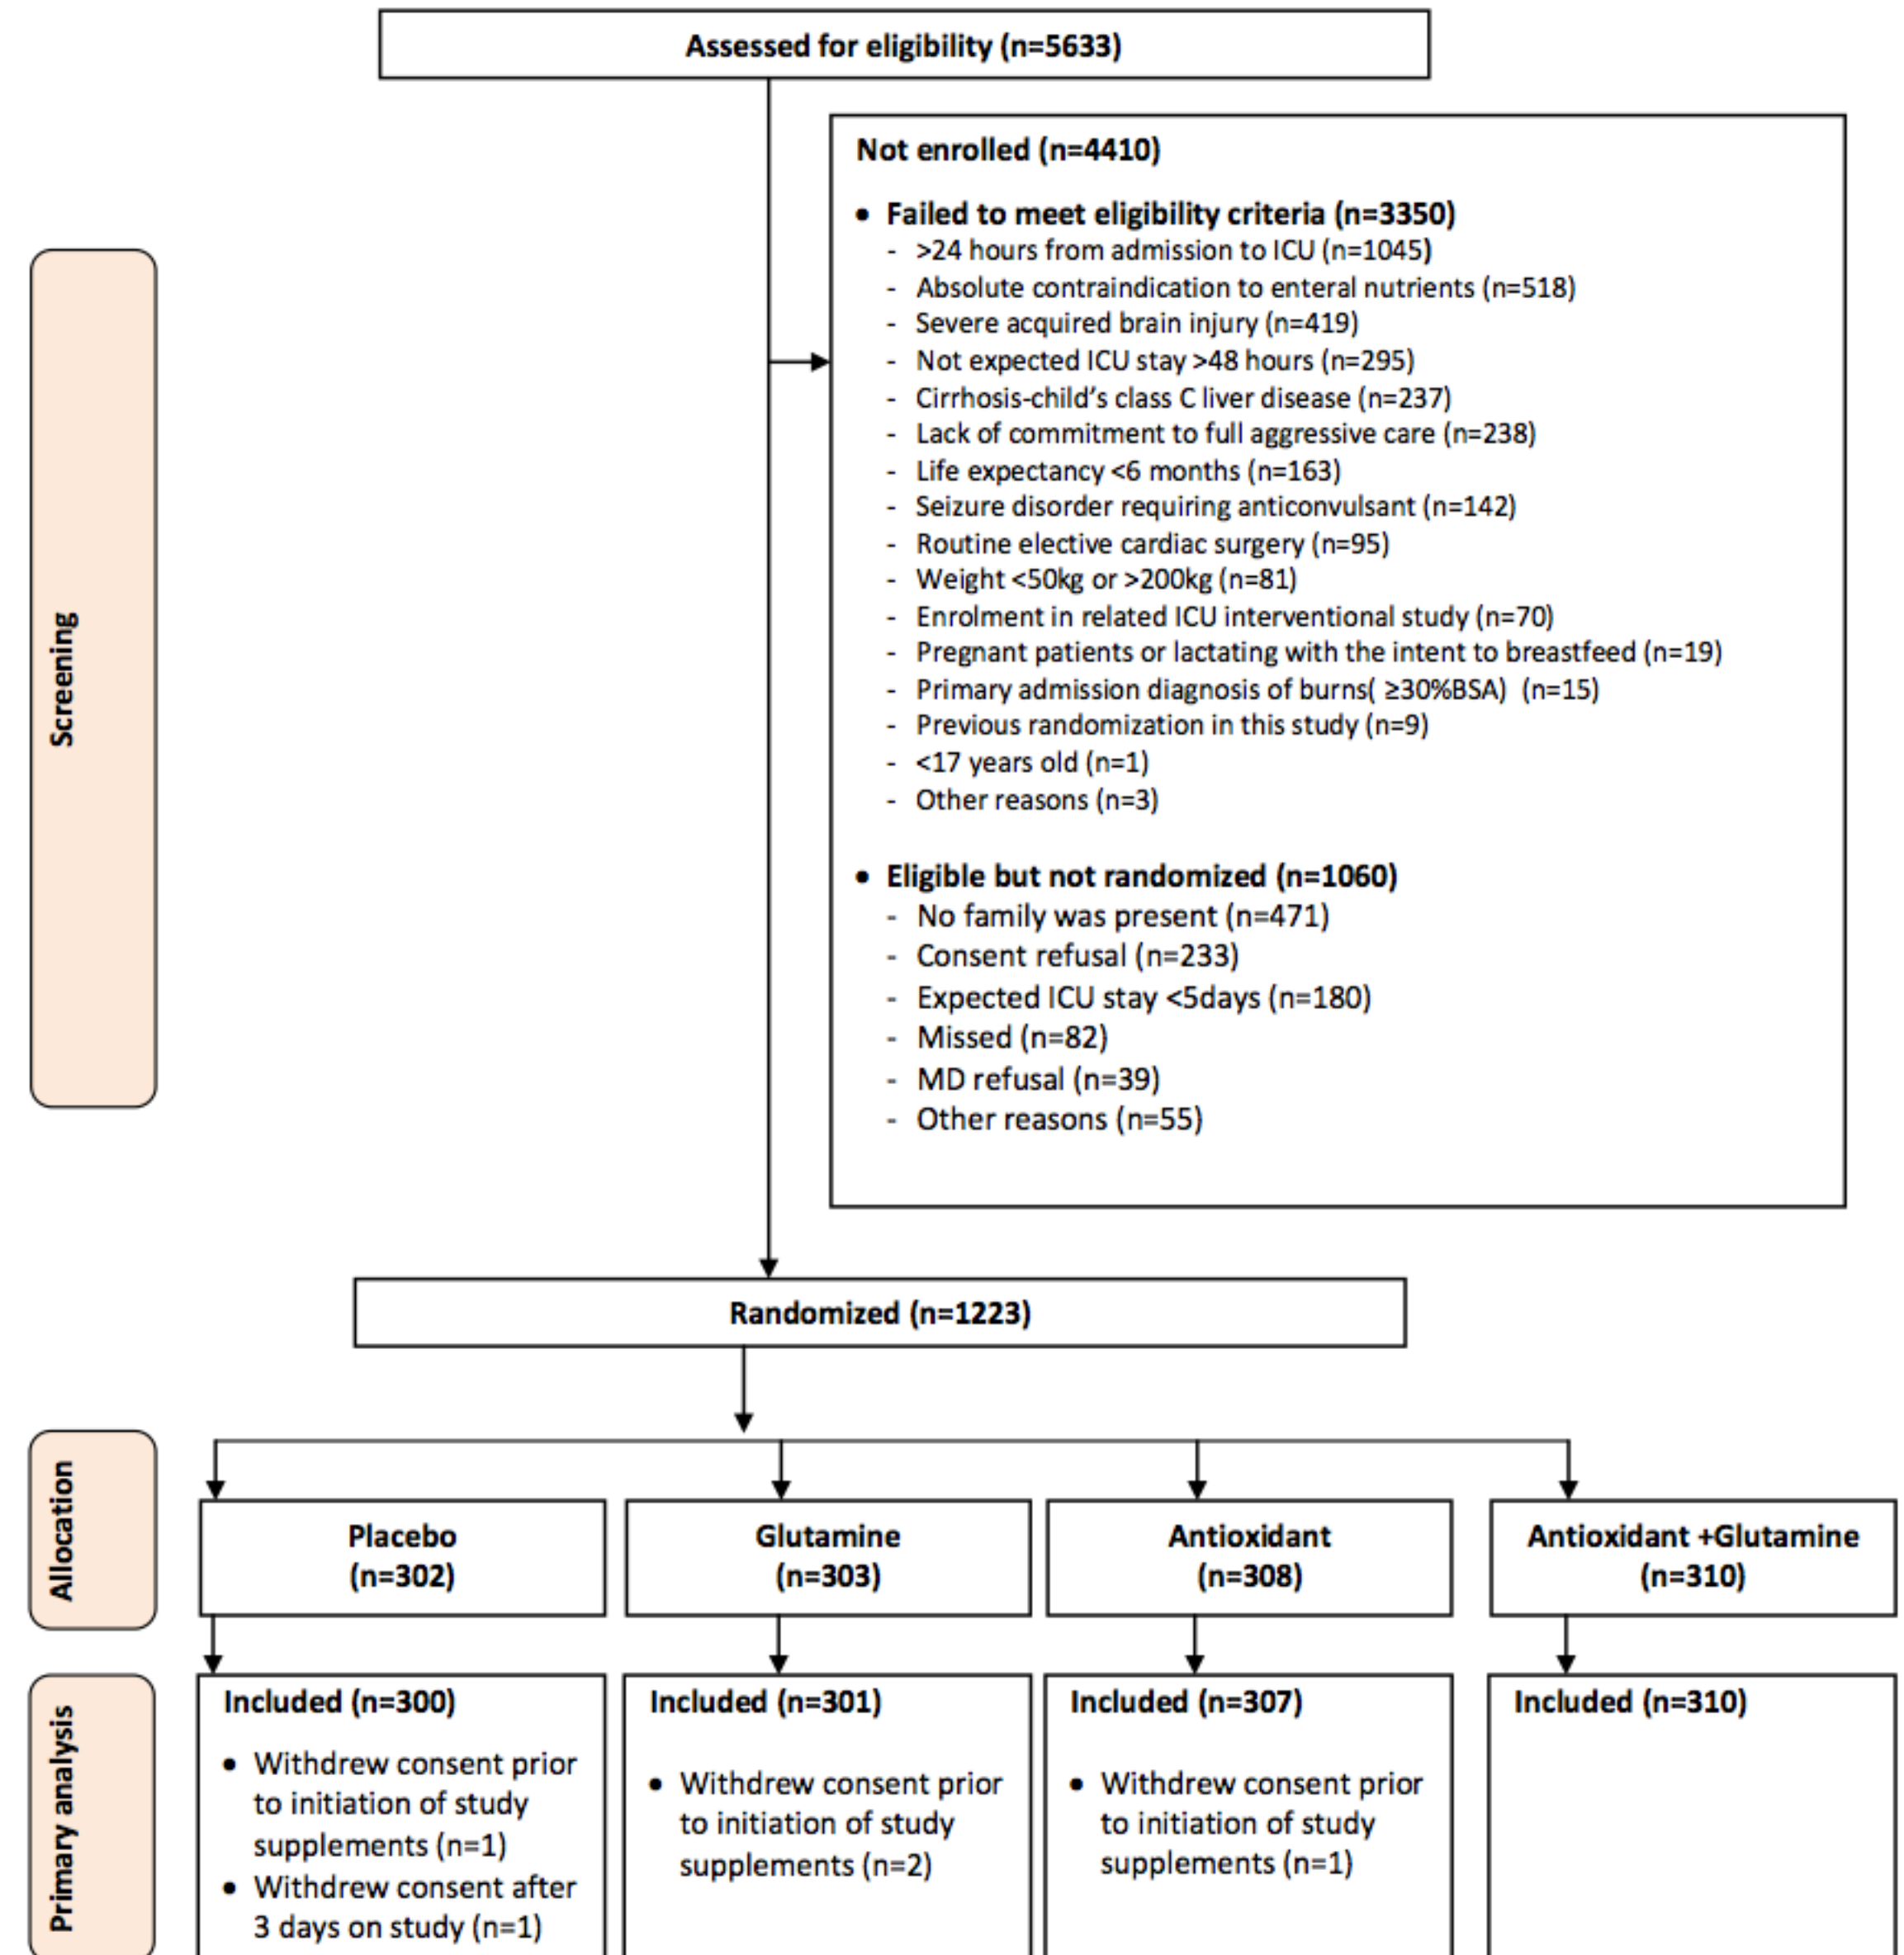 Assessed for eligibility (n=5633)
Not enrolled (n=4410)
• Failed to meet eligibility criteria (n=3350)
- >24 hours from admission to ICU (n=1045)
- Absolute contraindication to enteral nutrients (n=518)
- Severe acquired brain injury (n=419)
- Not expected ICU stay >48 hours (n=295)
- Cirrhosis-child's class C liver disease (n=237)
- Lack of commitment to full aggressive care (n=238)
- Life expectancy <6 months (n=163)
- Seizure disorder requiring anticonvulsant (n=142)
- Routine elective cardiac surgery (n=95)
- Weight <50kg or >200kg (n=81)
- Enrolment in related ICU interventional study (n=70)
- Pregnant patients or lactating with the intent to breastfeed (n=19)
- Primary admission diagnosis of burns( ≥30%BSA) (n=15)
- Previous randomization in this study (n=9)
- <17 years old (n=1)
- Other reasons (n=3)
• Eligible but not randomized (n=1060)
- No family was present (n=471)
- Consent refusal (n=233)
- Expected ICU stay <5days (n=180)
- Missed (n=82)
- MD refusal (n=39)
- Other reasons (n=55)
Screening
Randomized (n=1223)
Allocation
Placebo
(n=302)
Glutamine
(n=303)
Antioxidant
(n=308)
Antioxidant +Glutamine
(n=310)
Primary analysis
Included (n=300)
• Withdrew consent prior
to initiation of study
supplements (n=1)
• Withdrew consent after
3 days on study (n=1)
Included (n=301)
• Withdrew consent prior
to initiation of study
supplements (n=2)
Included (n=307)
• Withdrew consent prior
to initiation of study
supplements (n=1)
Included (n=310)